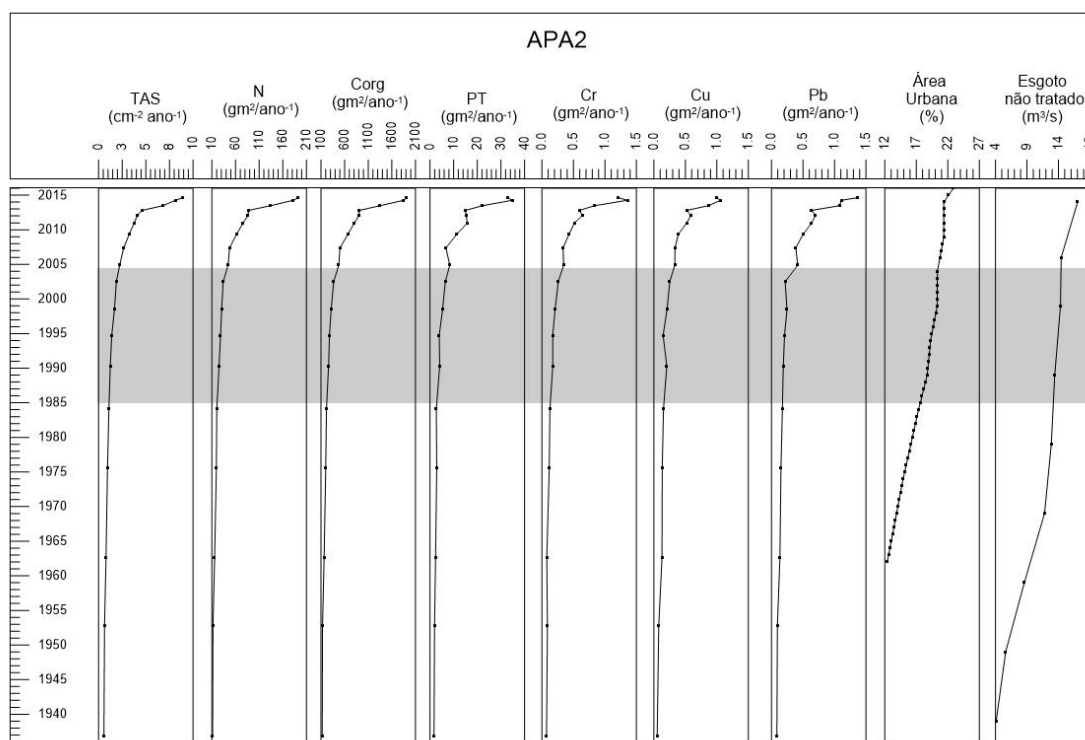 APA2
TAS
(cm-² ano-¹)
N
(gm²/ano-¹)
Corg
(gm²/ano-¹)
PT
(gm²/ano-¹)
Cr
(gm²/ano-¹)
Cu
(gm²/ano-¹)
Pb
(gm²/ano-¹)
Área
Urbana
(%)
Esgoto
não tratado
(m³/s)
0 3 5 8 10
10 60 110 160 210
100 600 1100 1600 2100
0 10 20 30 40
0.0 0.5 1.0 1.5
0.0 0.5 1.0 1.5
0.0 0.5 1.0 1.5
12 17 22 27
4 9 14
2015
2010
2005
2000
1995
1990
1985
1980
1975
1970
1965
1960
1955
1950
1945
1940